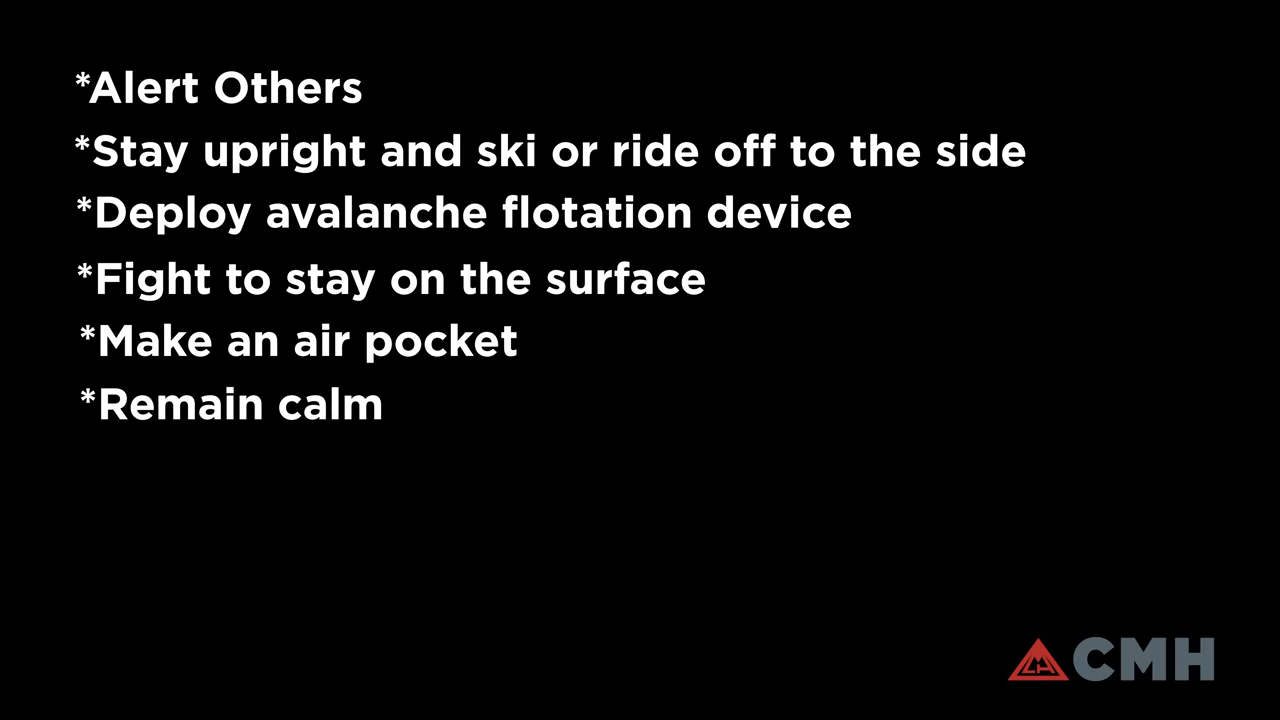 *Alert Others
*Stay upright and ski or ride off to the side
*Deploy avalanche flotation device
*Fight to stay on the surface
*Make an air pocket
*Remain calm
CMH